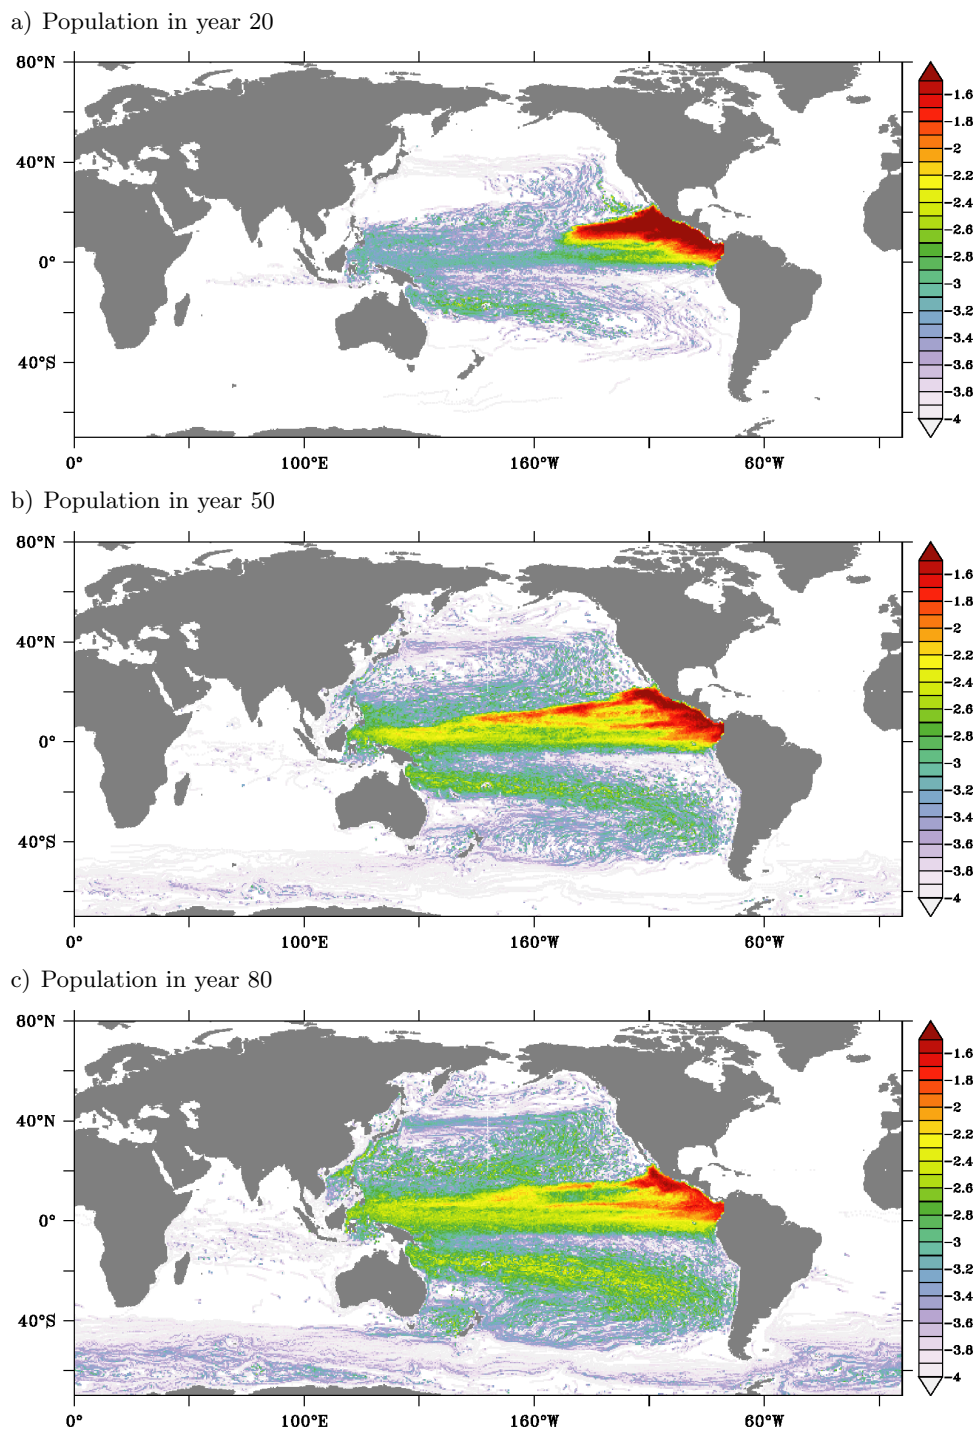 a) Population in year 20
80°N
40°N
0°
40°S
0° 100°E 160°W 60°W
-1.6
-1.8
-2
-2.2
-2.4
-2.6
-2.8
-3
-3.2
-3.4
-3.6
-3.8
-4
b) Population in year 50
80°N
40°N
0°
40°S
0° 100°E 160°W 60°W
-1.6
-1.8
-2
-2.2
-2.4
-2.6
-2.8
-3
-3.2
-3.4
-3.6
-3.8
-4
c) Population in year 80
80°N
40°N
0°
40°S
0° 100°E 160°W 60°W
-1.6
-1.8
-2
-2.2
-2.4
-2.6
-2.8
-3
-3.2
-3.4
-3.6
-3.8
-4